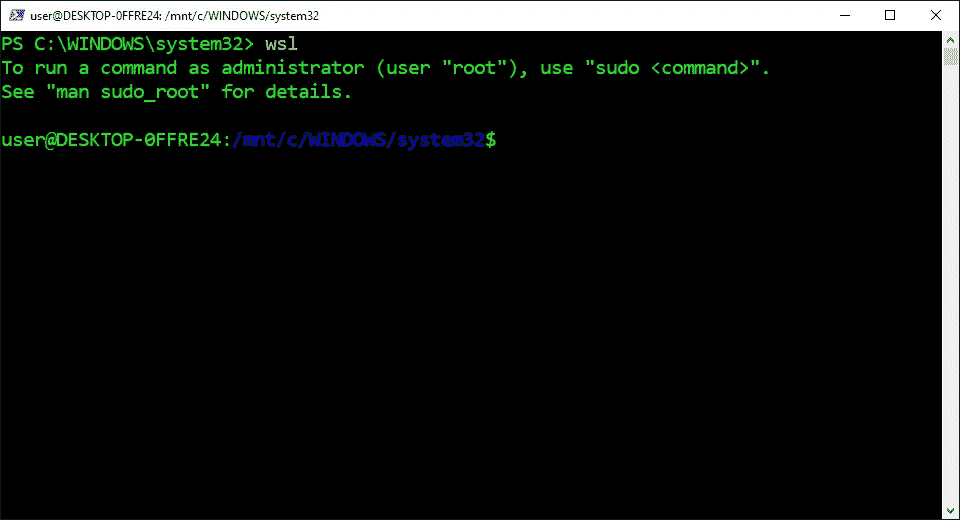 user@DESKTOP-0FFRE24: /mnt/c/WINDOWS/system32
PS C:\WINDOWS\system32> wsl
To run a command as administrator (user "root"), use "sudo <command>".
See "man sudo_root" for details.
user@DESKTOP-0FFRE24:/mnt/c/WINDOWS/system32$